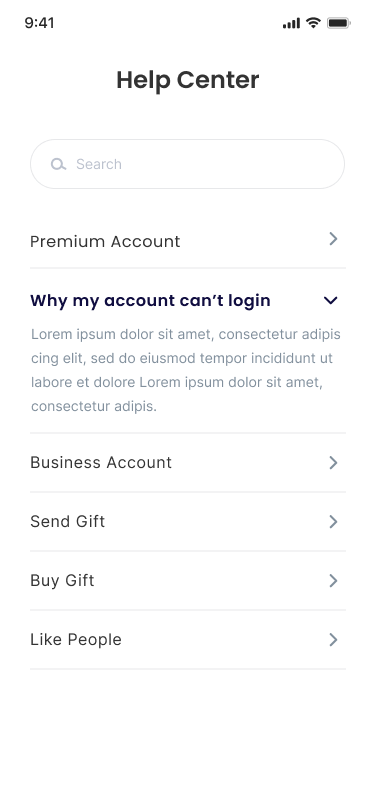 9:41
Help Center
Search
Premium Account
Why my account can’t login
Lorem ipsum dolor sit amet, consectetur adipis
cing elit, sed do eiusmod tempor incididunt ut
labore et dolore Lorem ipsum dolor sit amet,
consectetur adipis.
Business Account
Send Gift
Buy Gift
Like People